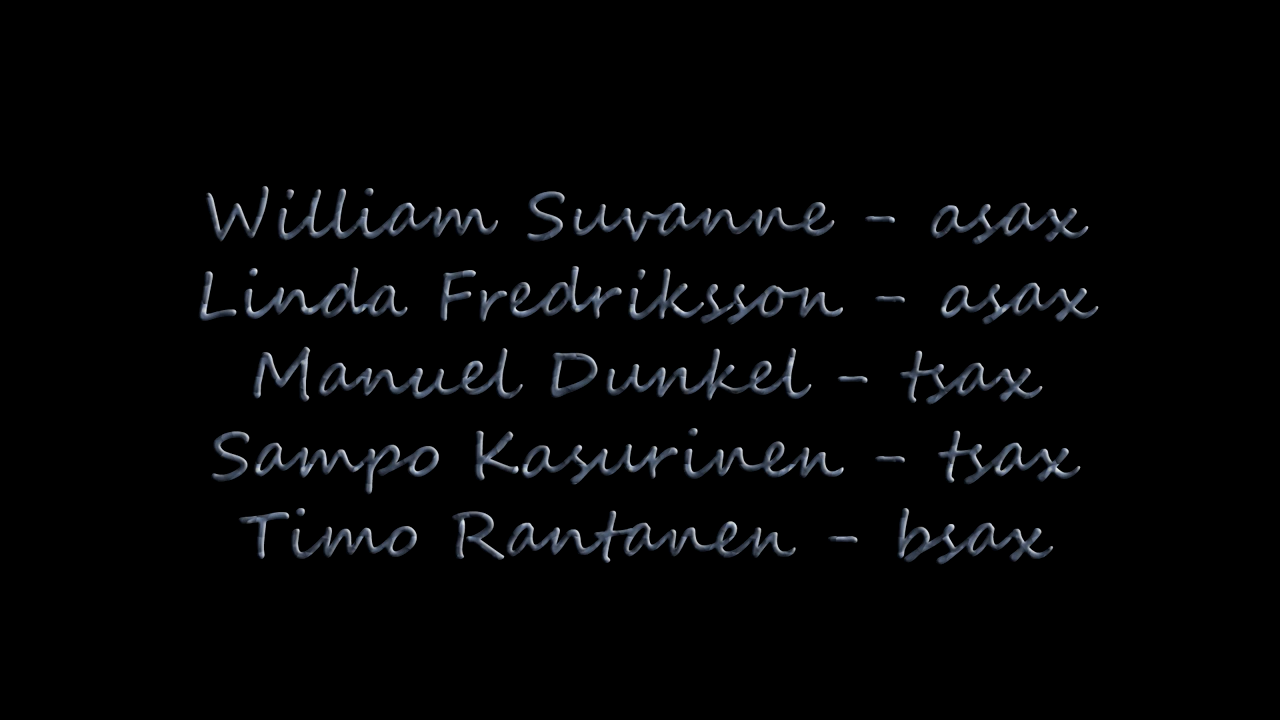 William Suvanne - asax
Linda Fredriksson - asax
Manuel Dunkel - tsax
Sampo Kasurinen - tsax
Timo Rantanen - bsax